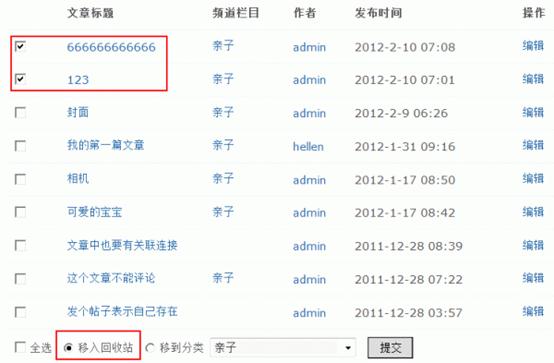 文章标题 频道栏目 作者 发布时间 操作
666666666666 亲子 admin 2012-2-10 07:08 编辑
123 亲子 admin 2012-2-10 07:01 编辑
封面 亲子 admin 2012-2-9 06:26 编辑
我的第一篇文章 亲子 hellen 2012-1-31 09:16 编辑
相机 亲子 admin 2012-1-17 08:50 编辑
可爱的宝宝 亲子 admin 2012-1-17 08:42 编辑
文章中也要有关联连接 admin 2011-12-28 08:39 编辑
这个文章不能评论 亲子 admin 2011-12-28 07:22 编辑
发个帖子表示自己存在 admin 2011-12-28 03:57 编辑
全选 移入回收站 移到分类 亲子 提交